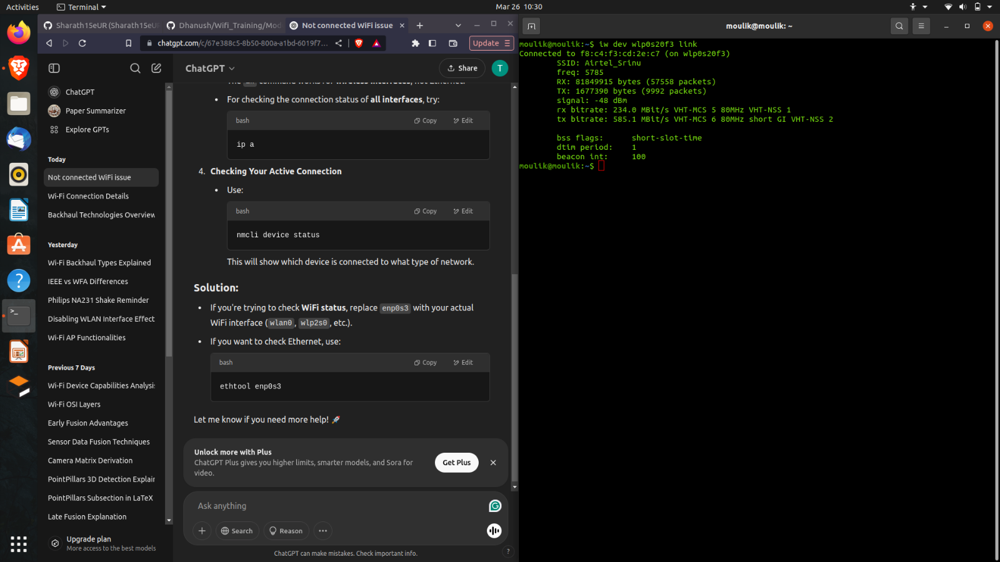 Activities
Terminal
Mar 26 10:30
Sharath15eUR (Sharath15eUR
Dhanush/Wifi_Training/Mod
Not connected WiFi issue
chatgpt.com/c/67e388c5-8b50-800a-a1bd-6019f7...
Update
ChatGPT
Paper Summarizer
Explore GPTs
Today
Not connected WiFi issue
Wi-Fi Connection Details
Backhaul Technologies Overview
Yesterday
Wi-Fi Backhaul Types Explained
IEEE vs WFA Differences
Philips NA231 Shake Reminder
Disabling WLAN Interface Effect
Wi-Fi AP Functionalities
Previous 7 Days
Wi-Fi Device Capabilities Analysis
Wi-Fi OSI Layers
Early Fusion Advantages
Sensor Data Fusion Techniques
Camera Matrix Derivation
PointPillars 3D Detection Explai
PointPillars Subsection in LaTeX
Late Fusion Explanation
Upgrade plan
More access to the best models
ChatGPT
Share
T
• For checking the connection status of all interfaces, try:
bash
Copy
Edit
ip a
4. Checking Your Active Connection
• Use:
bash
Copy
Edit
nmcli device status
This will show which device is connected to what type of network.
Solution:
• If you're trying to check WiFi status, replace enp0s3 with your actual
WiFi interface (wlan0, wlp2s0, etc.).
• If you want to check Ethernet, use:
bash
Copy
Edit
ethtool enp0s3
Let me know if you need more help! 🚀
Unlock more with Plus
ChatGPT Plus gives you higher limits, smarter models, and Sora for
video.
Get Plus
Ask anything
Search
Reason
ChatGPT can make mistakes. Check important info.
?
moulik@moulik: ~
moulik@moulik:~$ iw dev wlp0s20f3 link
Connected to f8:c4:f3:cd:2e:c7 (on wlp0s20f3)
SSID: Airtel_Srinu
freq: 5785
RX: 81849915 bytes (57558 packets)
TX: 1677390 bytes (9992 packets)
signal: -48 dBm
rx bitrate: 234.0 MBit/s VHT-MCS 5 80MHz VHT-NSS 1
tx bitrate: 585.1 MBit/s VHT-MCS 6 80MHz short GI VHT-NSS 2
bss flags: short-slot-time
dtim period: 1
beacon int: 100
moulik@moulik:~$